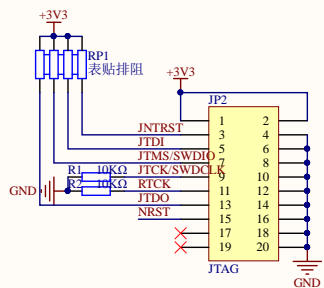 +3V3
RP1
表贴排阻
+3V3
JP2
1 2
JNTRST 3 4
JTDI 5 6
JTMS/SWDIO 7 8
R1 10KΩ JTCK/SWDCLK 9 10
GND R2 10KΩ RTCK 11 12
JTDO 13 14
NRST 15 16
17 18
19 20
JTAG
GND